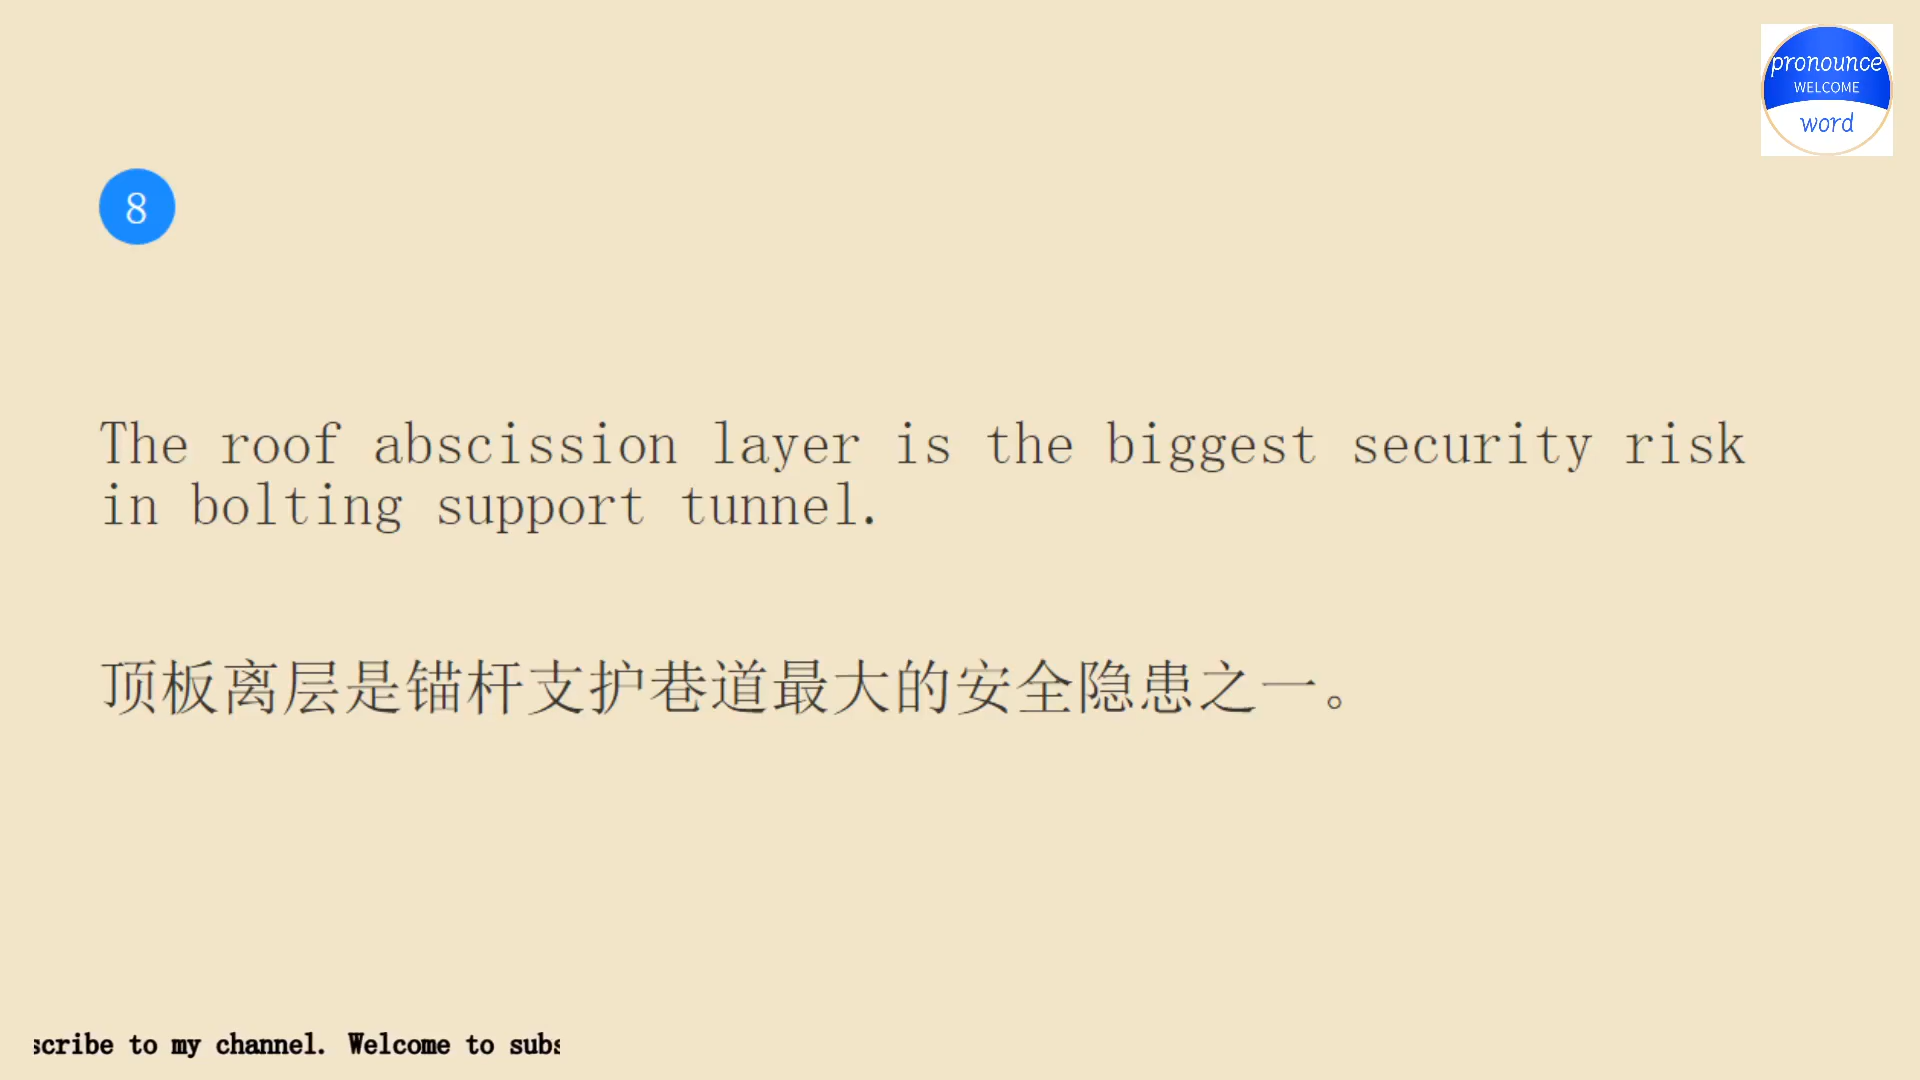 pronounce
WELCOME
word
8
The roof abscission layer is the biggest security risk
in bolting support tunnel.
顶板离层是锚杆支护巷道最大的安全隐患之一。
scribe to my channel. Welcome to subs